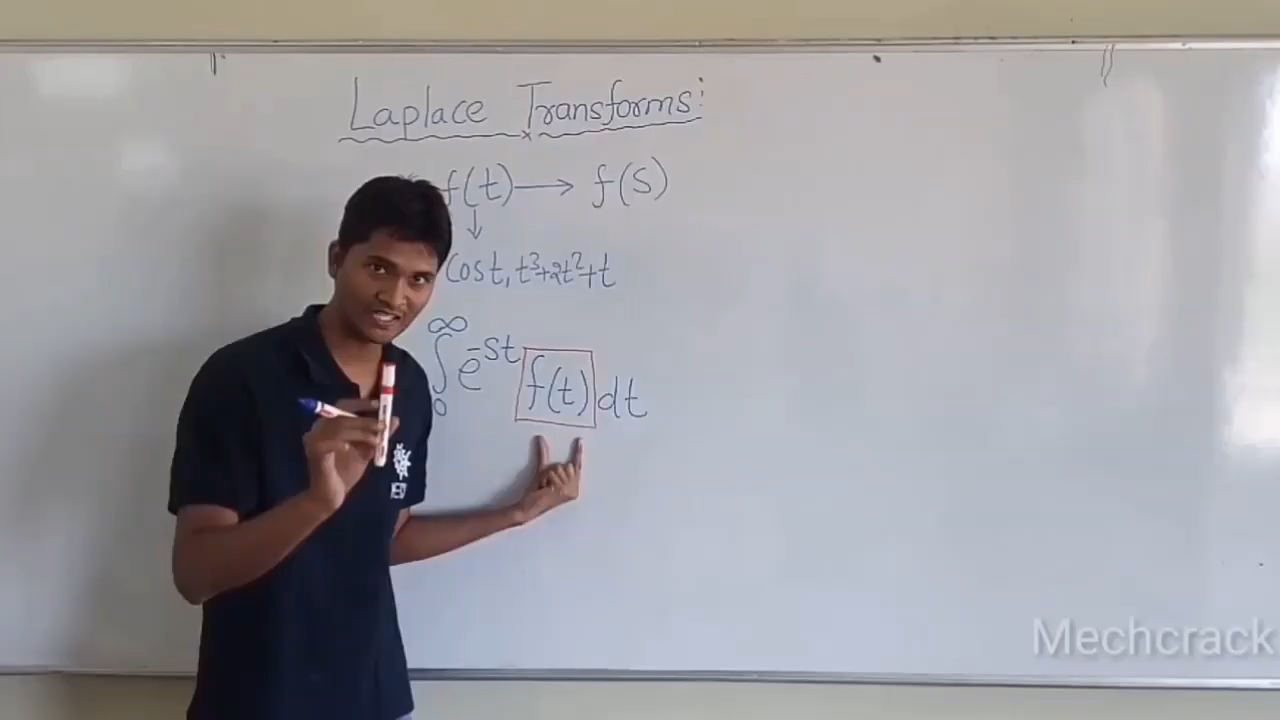 Laplace Transforms:
f(t) → f(S)
↓
Cost, t³+2t²+t
∫₀^∞ e^-st f(t) dt
Mechcrack